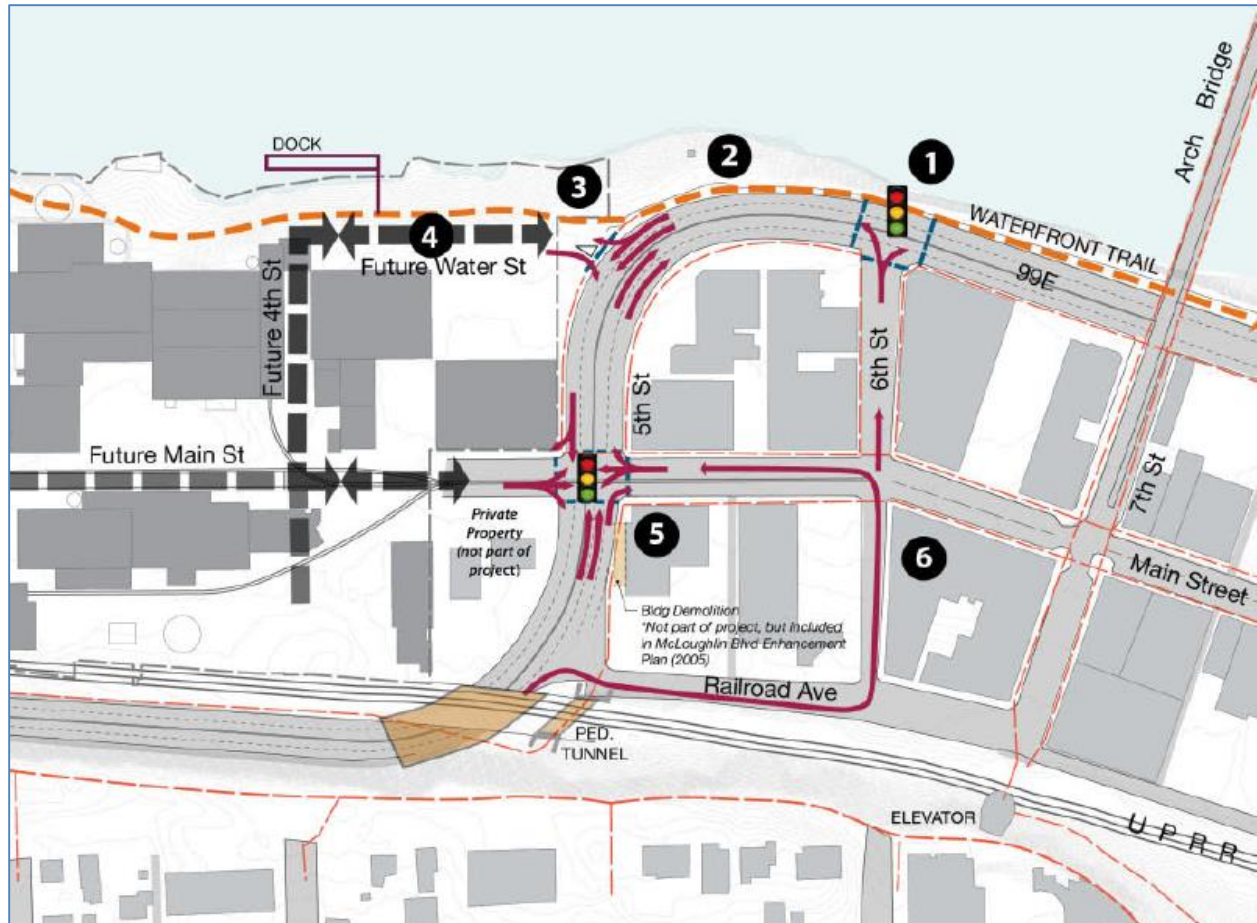 Arch Bridge
DOCK
1
2
3
WATERFRONT TRAIL
4
99E
Future Water St
Future 4th St
6th St
5th St
Future Main St
7th St
Private
Property
(not part of
project)
5
6
Main Street
Bldg Demolition
*Not part of project, but included
in McLoughlin Blvd Enhancement
Plan (2005)
Railroad Ave
PED.
TUNNEL
ELEVATOR
UPRR